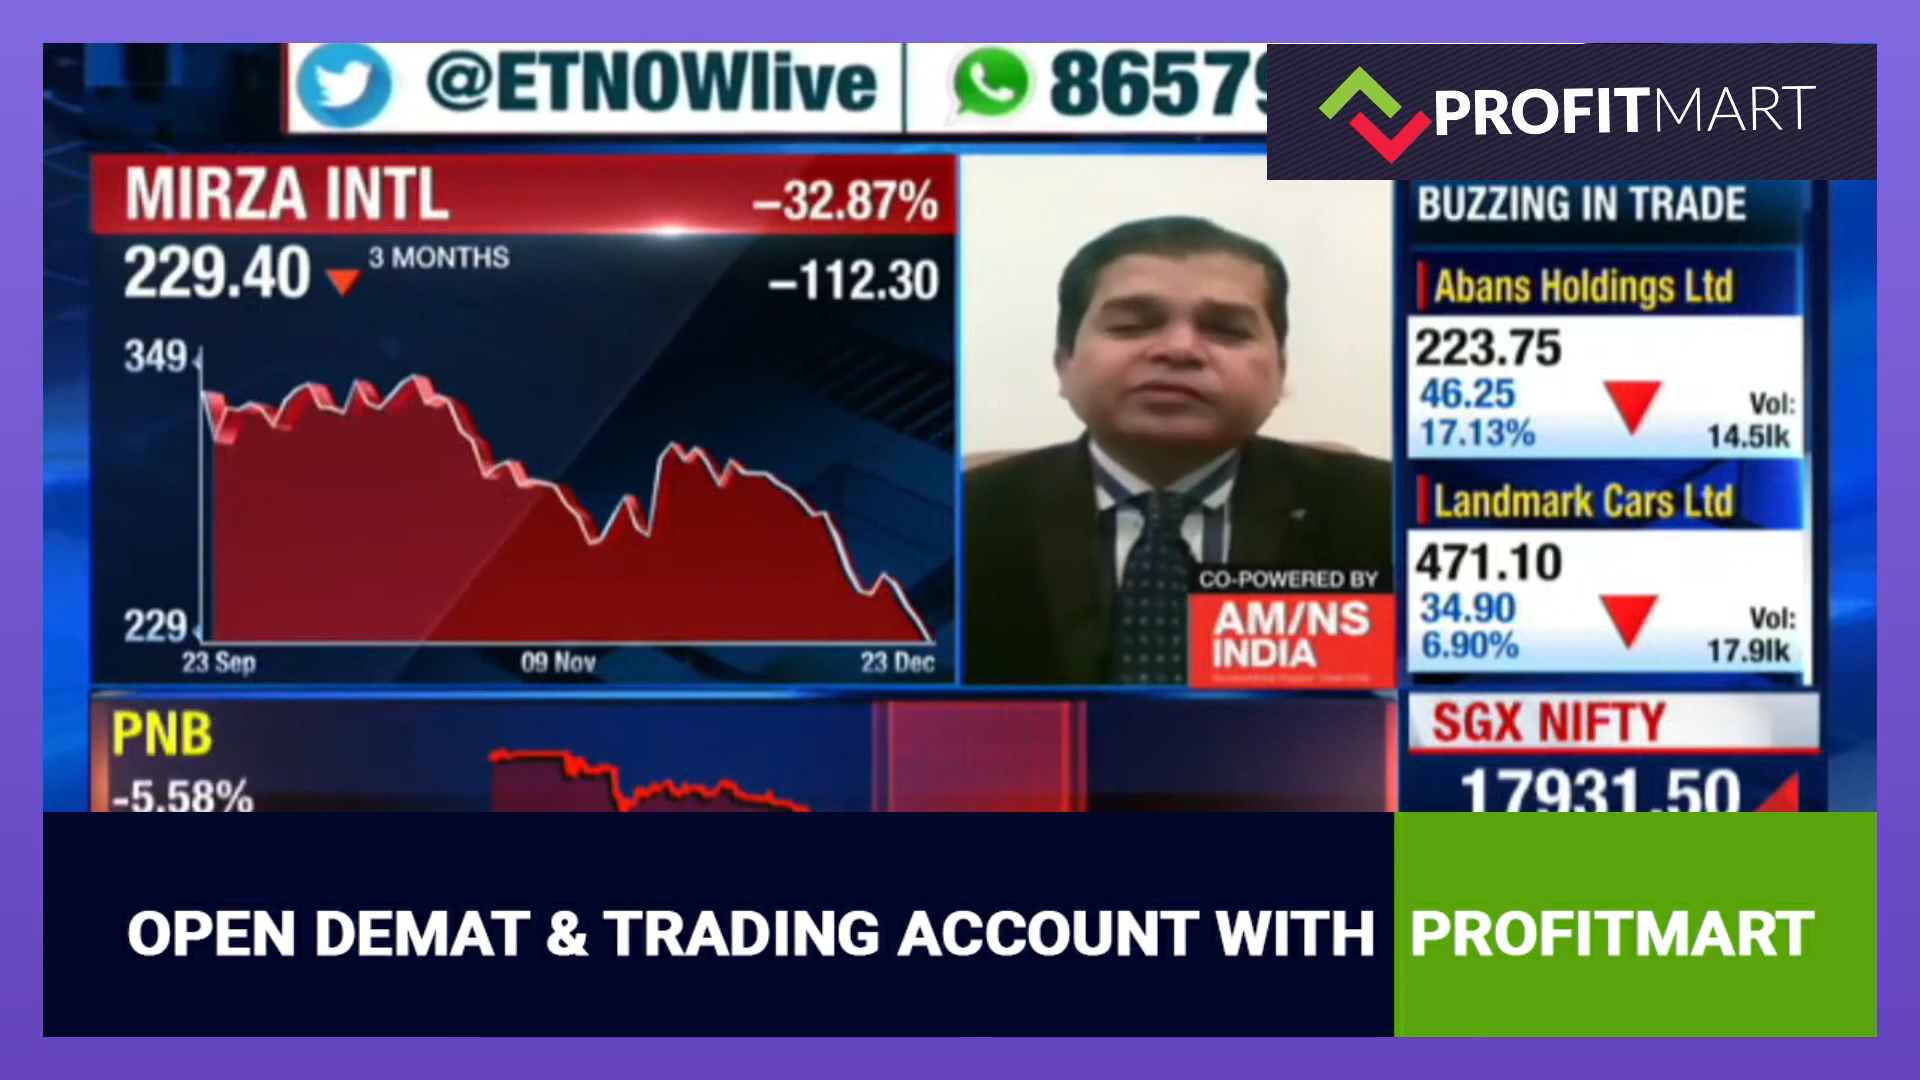 @ETNOWlive
8657
PROFITMART
MIRZA INTL
-32.87%
229.40
3 MONTHS
-112.30
349
229
23 Sep
09 Nov
23 Dec
CO-POWERED BY
AM/NS
INDIA
BUZZING IN TRADE
Abans Holdings Ltd
223.75
46.25
17.13%
Vol:
14.5lk
Landmark Cars Ltd
471.10
34.90
6.90%
Vol:
17.9lk
SGX NIFTY
17931.50
PNB
-5.58%
OPEN DEMAT & TRADING ACCOUNT WITH PROFITMART